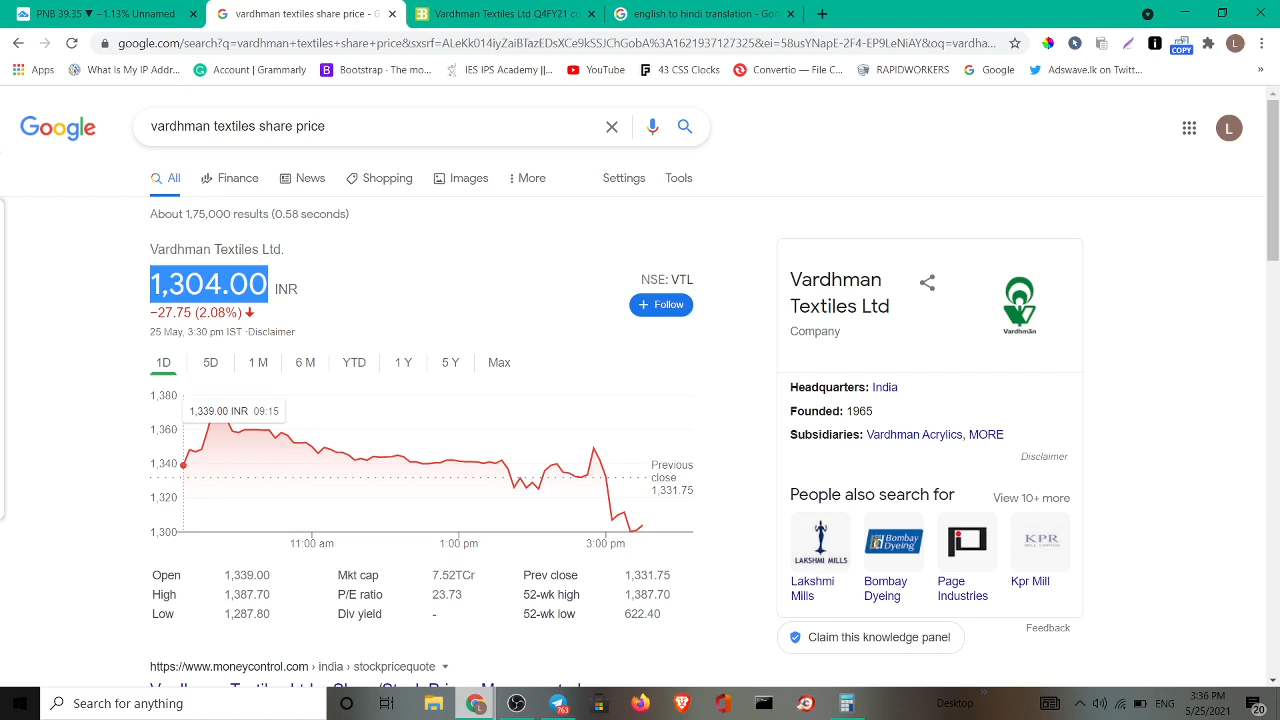 PNB 39.35 ▼ −1.13% Unnamed
vardhman textiles share price - G
Vardhman Textiles Ltd Q4FY21 co
english to hindi translation - Goo
google.com/search?q=vardhman+textiles+share+price&sxsrf=ALeKk0
Apps
What Is My IP Addr...
Account | Grammarly
Bootstrap · The mo...
IES IPS Academy ||...
YouTube
43 CSS Clocks
Convertio — File C...
RAPIDWORKERS
Google
Adswave.lk on Twitt...
COPY
L
Google
vardhman textiles share price
L
All
Finance
News
Shopping
Images
More
Settings
Tools
About 1,75,000 results (0.58 seconds)
Vardhman Textiles Ltd.
1,304.00 INR
NSE: VTL
−27.75 (2.08%)
+ Follow
25 May, 3:30 pm IST ·Disclaimer
1D 5D 1 M 6 M YTD 1 Y 5 Y Max
1,380
1,339.00 INR 09:15
1,360
1,340
1,320
1,300
Previous
close
1,331.75
11:00 am 1:00 pm 3:00 pm
Open 1,339.00 Mkt cap 7.52TCr Prev close 1,331.75
High 1,387.70 P/E ratio 23.73 52-wk high 1,387.70
Low 1,287.80 Div yield - 52-wk low 622.40
https://www.moneycontrol.com › india › stockpricequote
Vardhman
Textiles Ltd
Company
Vardhmān
Headquarters: India
Founded: 1965
Subsidiaries: Vardhman Acrylics, MORE
Disclaimer
People also search for
View 10+ more
LAKSHMI MILLS
Bombay Dyeing
KPR
Lakshmi
Mills
Bombay
Dyeing
Page
Industries
Kpr Mill
Feedback
Claim this knowledge panel
Search for anything
763
Desktop
3:36 PM
5/25/2021
20